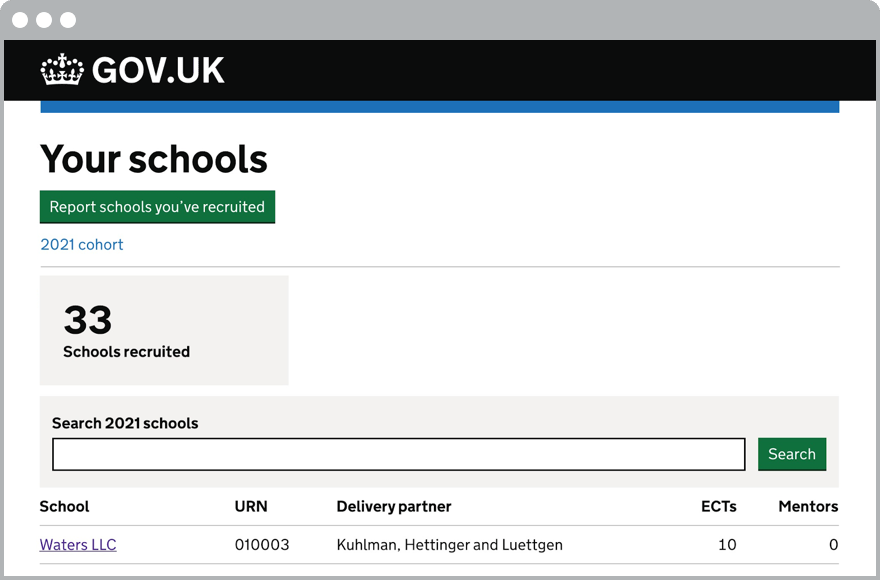 GOV.UK
Your schools
Report schools you've recruited
2021 cohort
33
Schools recruited
Search 2021 schools
Search
School URN Delivery partner ECTs Mentors
Waters LLC 010003 Kuhlman, Hettinger and Luettgen 10 0